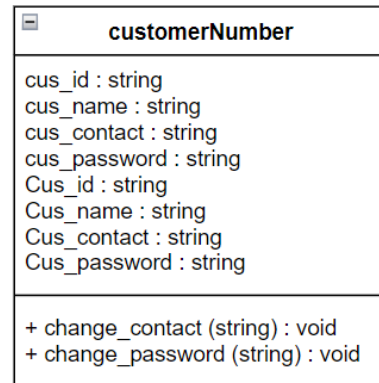 customerNumber
cus_id : string
cus_name : string
cus_contact : string
cus_password : string
Cus_id : string
Cus_name : string
Cus_contact : string
Cus_password : string
+ change_contact (string) : void
+ change_password (string) : void